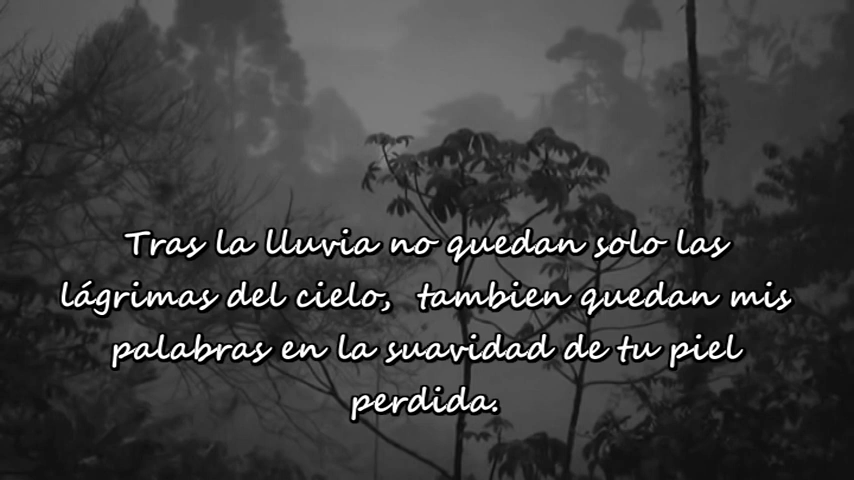 Tras la lluvia no quedan solo las
lágrimas del cielo, tambien quedan mis
palabras en la suavidad de tu piel
perdida.